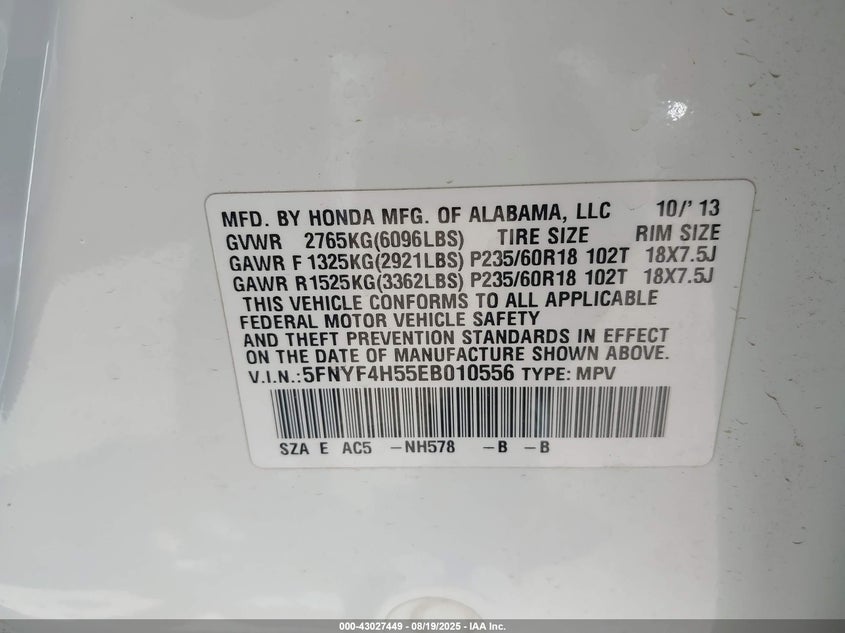 MFD. BY HONDA MFG. OF ALABAMA, LLC 10/' 13
GVWR 2765KG(6096LBS) TIRE SIZE RIM SIZE
GAWR F 1325KG(2921LBS) P235/60R18 102T 18X7.5J
GAWR R 1525KG(3362LBS) P235/60R18 102T 18X7.5J
THIS VEHICLE CONFORMS TO ALL APPLICABLE
FEDERAL MOTOR VEHICLE SAFETY
AND THEFT PREVENTION STANDARDS IN EFFECT
ON THE DATE OF MANUFACTURE SHOWN ABOVE.
V.I.N.:5FNYF4H55EB010556 TYPE: MPV
SZA E AC5 -NH578 -B -B
000-43027449 - 08/19/2025 - IAA Inc.